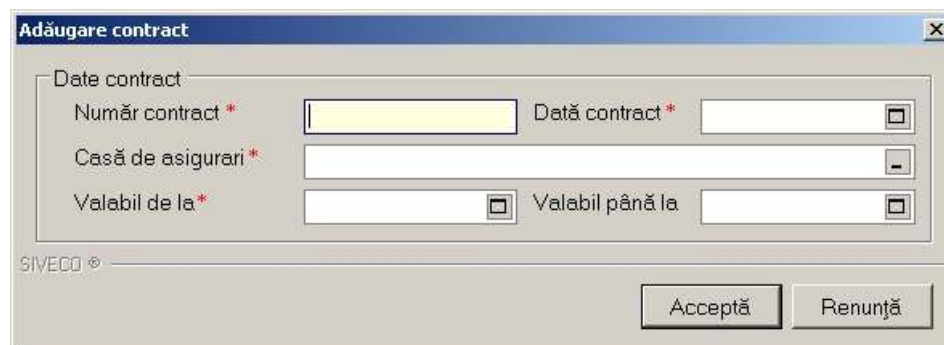 Adăugare contract
Date contract
Număr contract * Dată contract *
Casă de asigurari *
Valabil de la* Valabil până la
SIVECO ®
Acceptă Renunţă